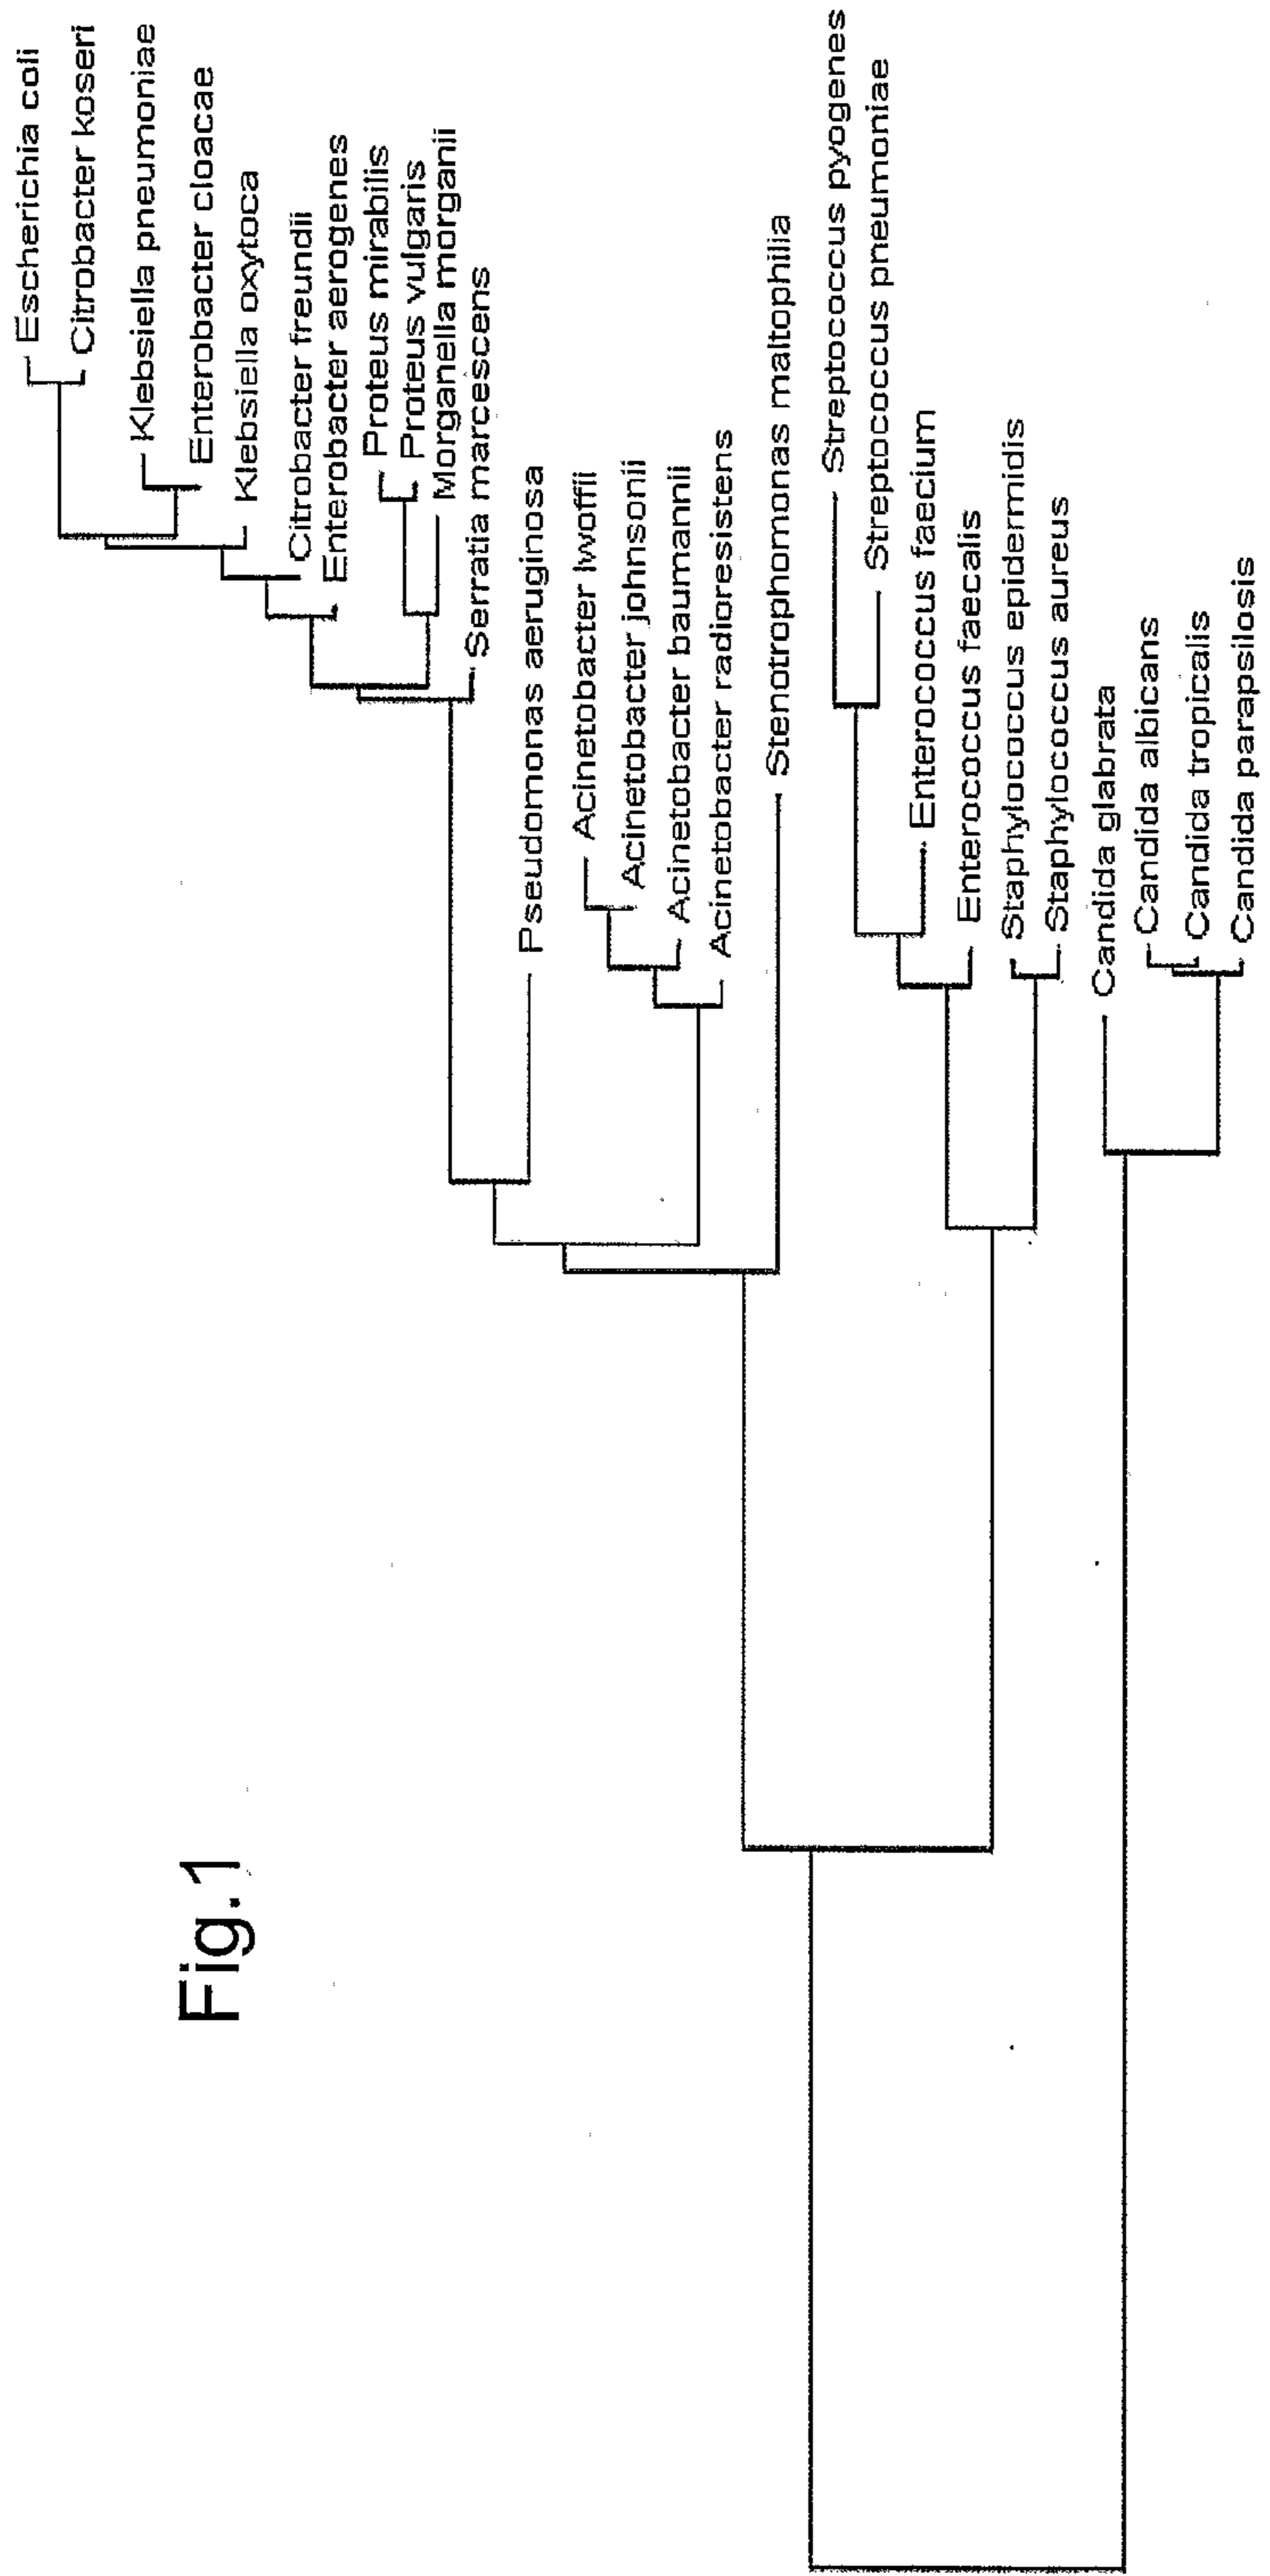 Fig.1
Escherichia coli
Citrobacter koseri
Klebsiella pneumoniae
Enterobacter cloacae
Klebsiella oxytoca
Citrobacter freundii
Enterobacter aerogenes
Proteus mirabilis
Proteus vulgaris
Morganella morganii
Serratia marcescens
Pseudomonas aeruginosa
Acinetobacter lwoffii
Acinetobacter johnsonii
Acinetobacter baumannii
Acinetobacter radioresistens
Stenotrophomonas maltophilia
Streptococcus pyogenes
Streptococcus pneumoniae
Enterococcus faecium
Enterococcus faecalis
Staphylococcus epidermidis
Staphylococcus aureus
Candida glabrata
Candida albicans
Candida tropicalis
Candida parapsilosis